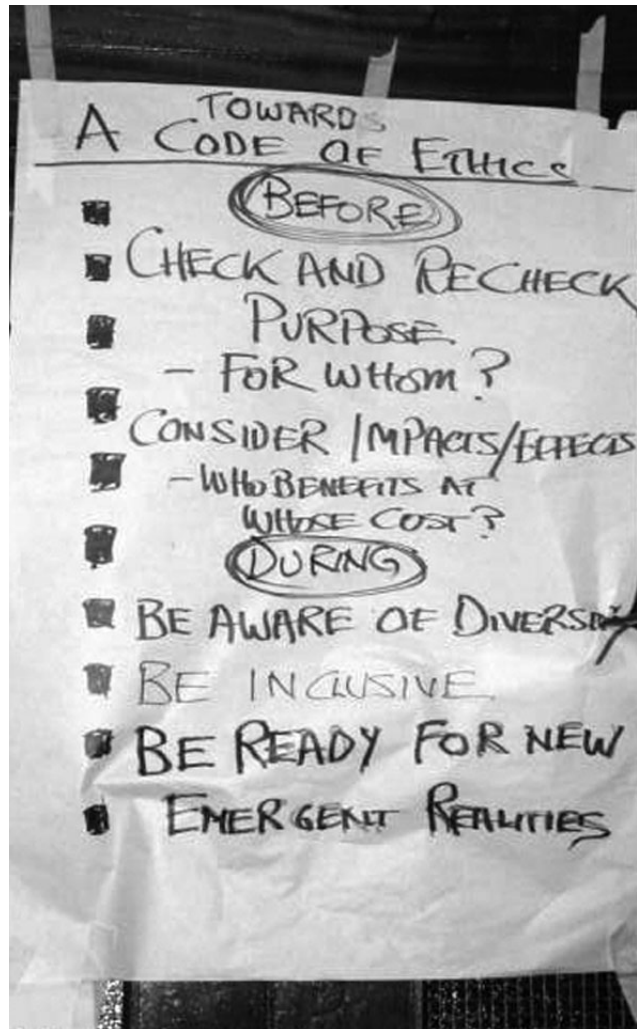 TOWARDS
A CODE OF ETHICS
BEFORE
CHECK AND RECHECK
PURPOSE
- FOR WHOM?
CONSIDER IMPACTS/EFFECTS
- WHO BENEFITS AT
WHOSE COST?
DURING
BE AWARE OF DIVERSITY
BE INCLUSIVE
BE READY FOR NEW
EMERGENT REALITIES